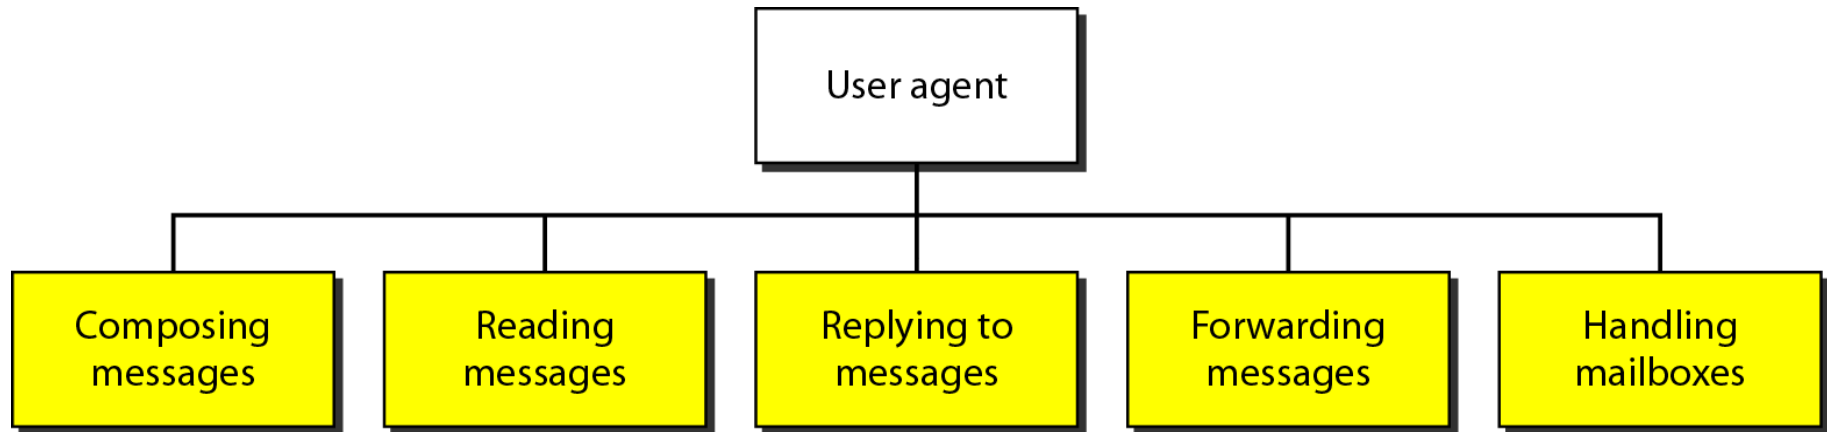 User agent
Composing
messages
Reading
messages
Replying to
messages
Forwarding
messages
Handling
mailboxes